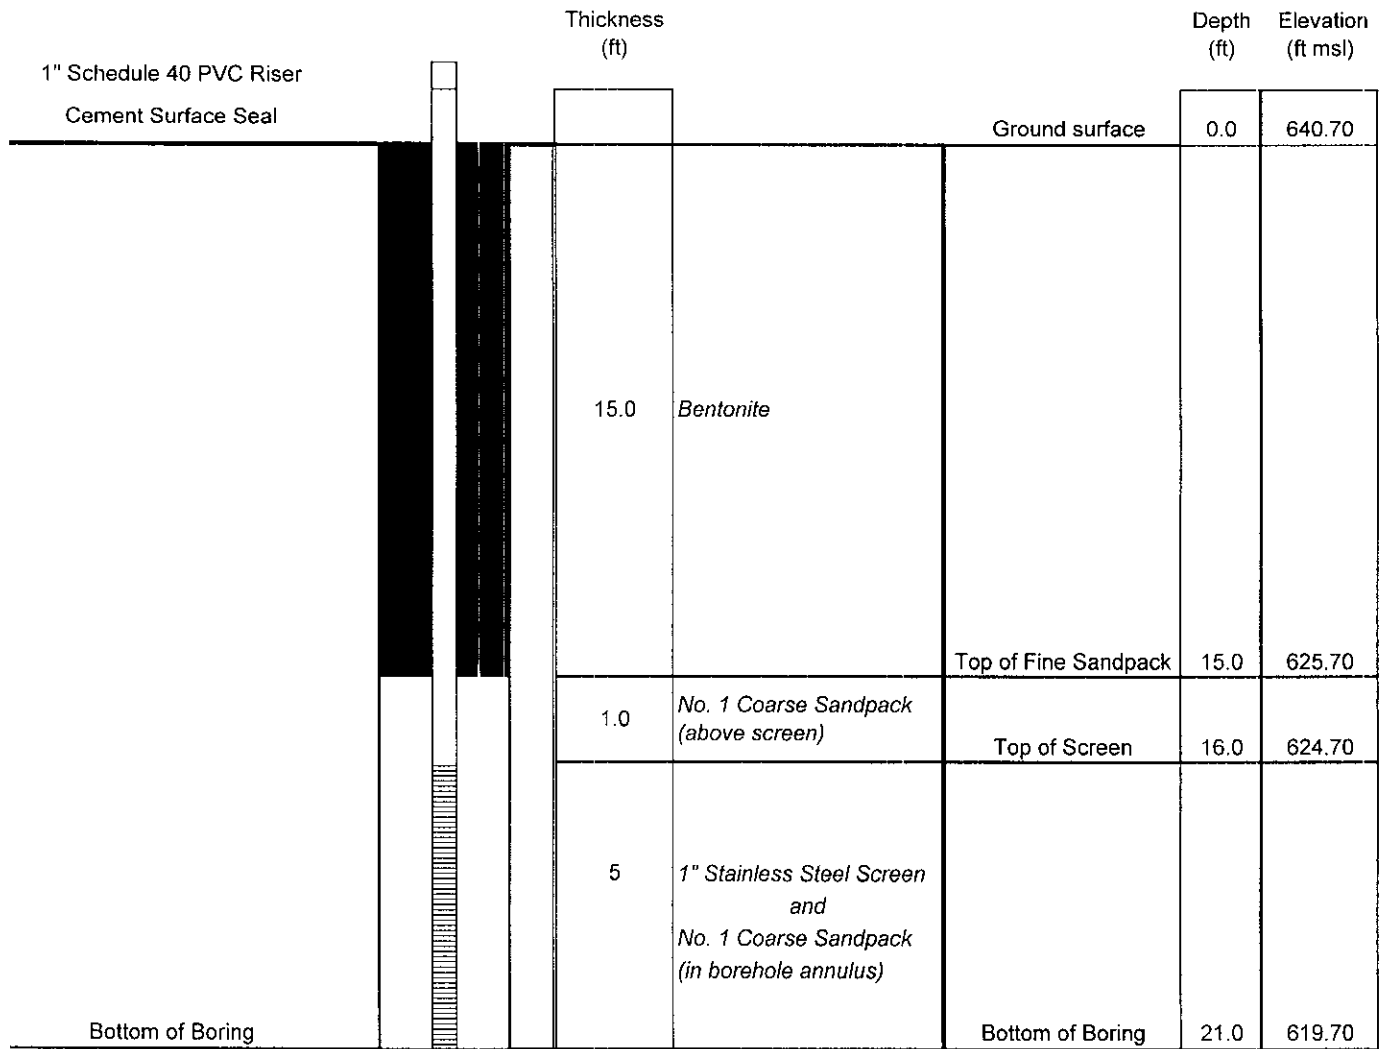 Thickness
(ft)
Depth
(ft)
Elevation
(ft msl)
1" Schedule 40 PVC Riser
Cement Surface Seal
Ground surface 0.0 640.70
15.0 Bentonite
Top of Fine Sandpack 15.0 625.70
1.0 No. 1 Coarse Sandpack
(above screen)
Top of Screen 16.0 624.70
5 1" Stainless Steel Screen
and
No. 1 Coarse Sandpack
(in borehole annulus)
Bottom of Boring
Bottom of Boring 21.0 619.70